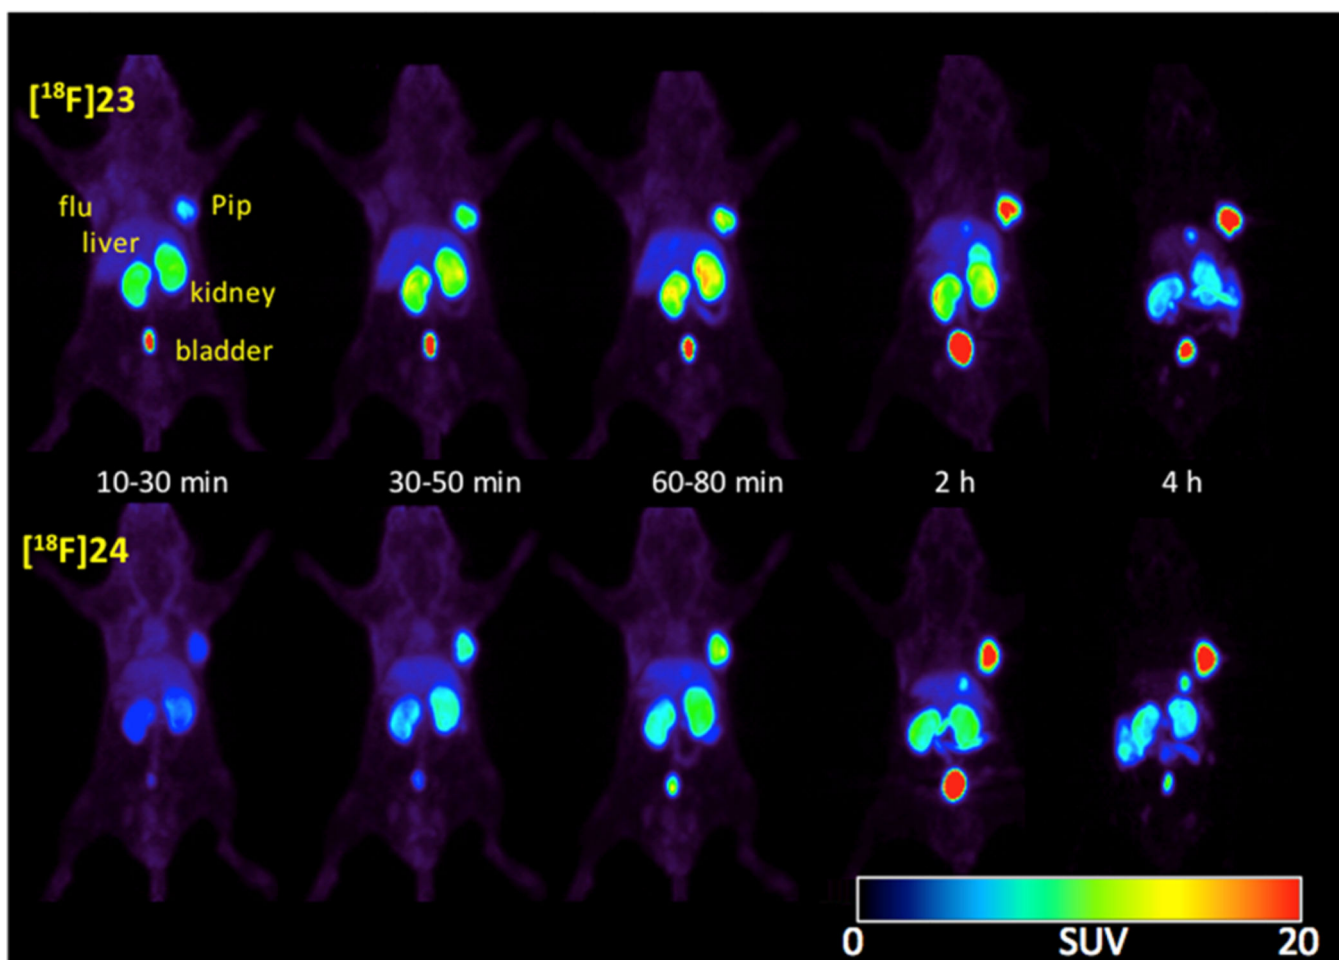 [¹⁸F]23
flu
Pip
liver
kidney
bladder
10-30 min
30-50 min
60-80 min
2 h
4 h
[¹⁸F]24
0
SUV
20